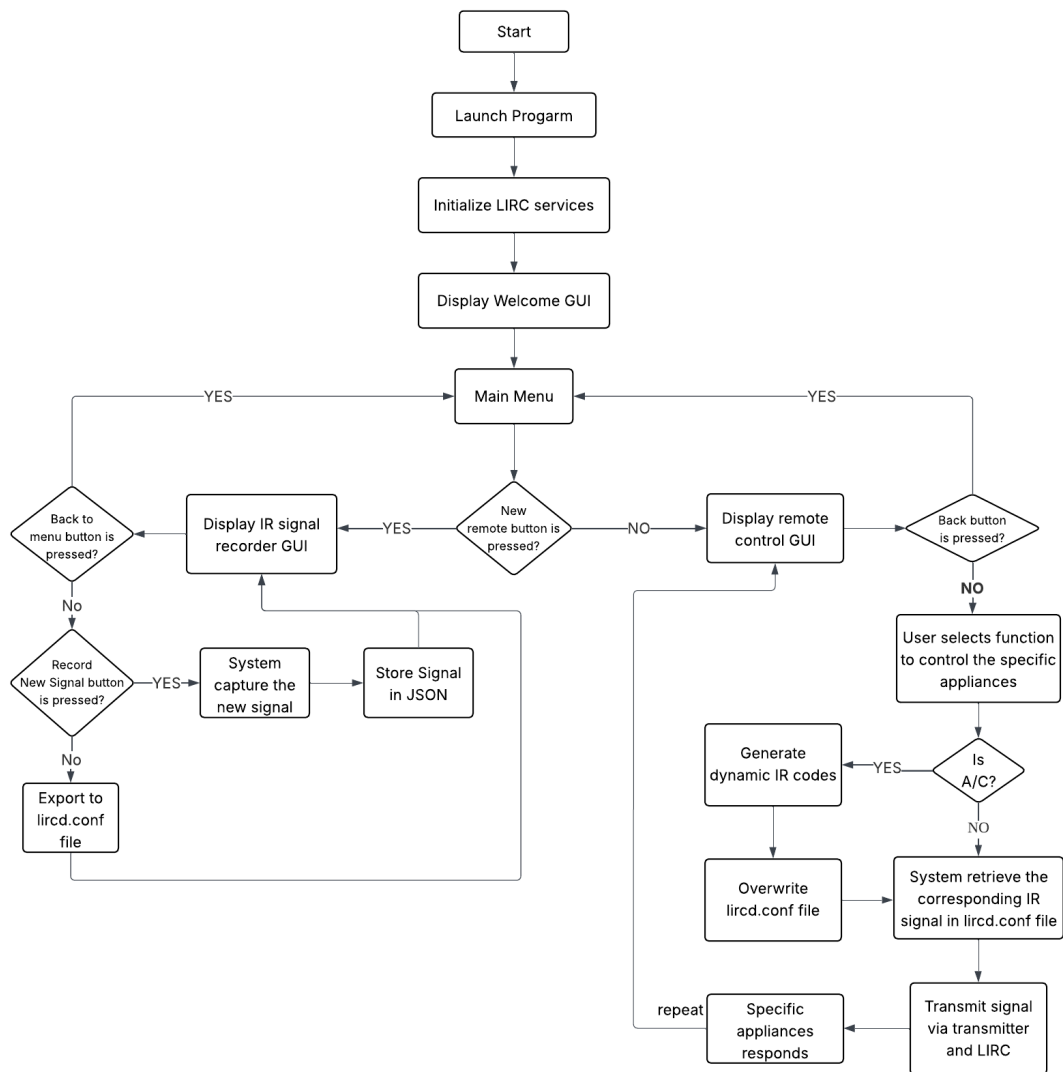 Start
Launch Progarm
Initialize LIRC services
Display Welcome GUI
YES
Main Menu
YES
Back to
menu button is
pressed?
Display IR signal
recorder GUI
YES
New
remote button is
pressed?
NO
Display remote
control GUI
Back button
is pressed?
No
NO
Record
New Signal button
is pressed?
YES
System
capture the
new signal
Store Signal
in JSON
User selects function
to control the specific
appliances
No
Export to
lircd.conf
file
Generate
dynamic IR codes
YES
Is
A/C?
NO
Overwrite
lircd.conf file
System retrieve the
corresponding IR
signal in lircd.conf file
repeat
Specific
appliances
responds
Transmit signal
via transmitter
and LIRC